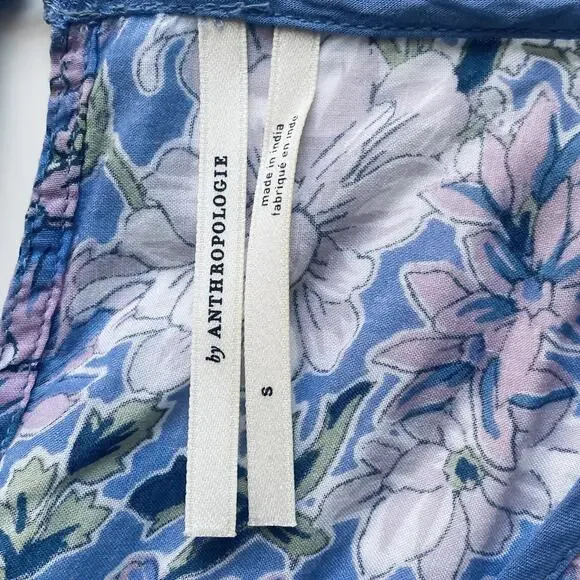 by ANTHROPOLOGIE
made in india
fabriqué en inde
S